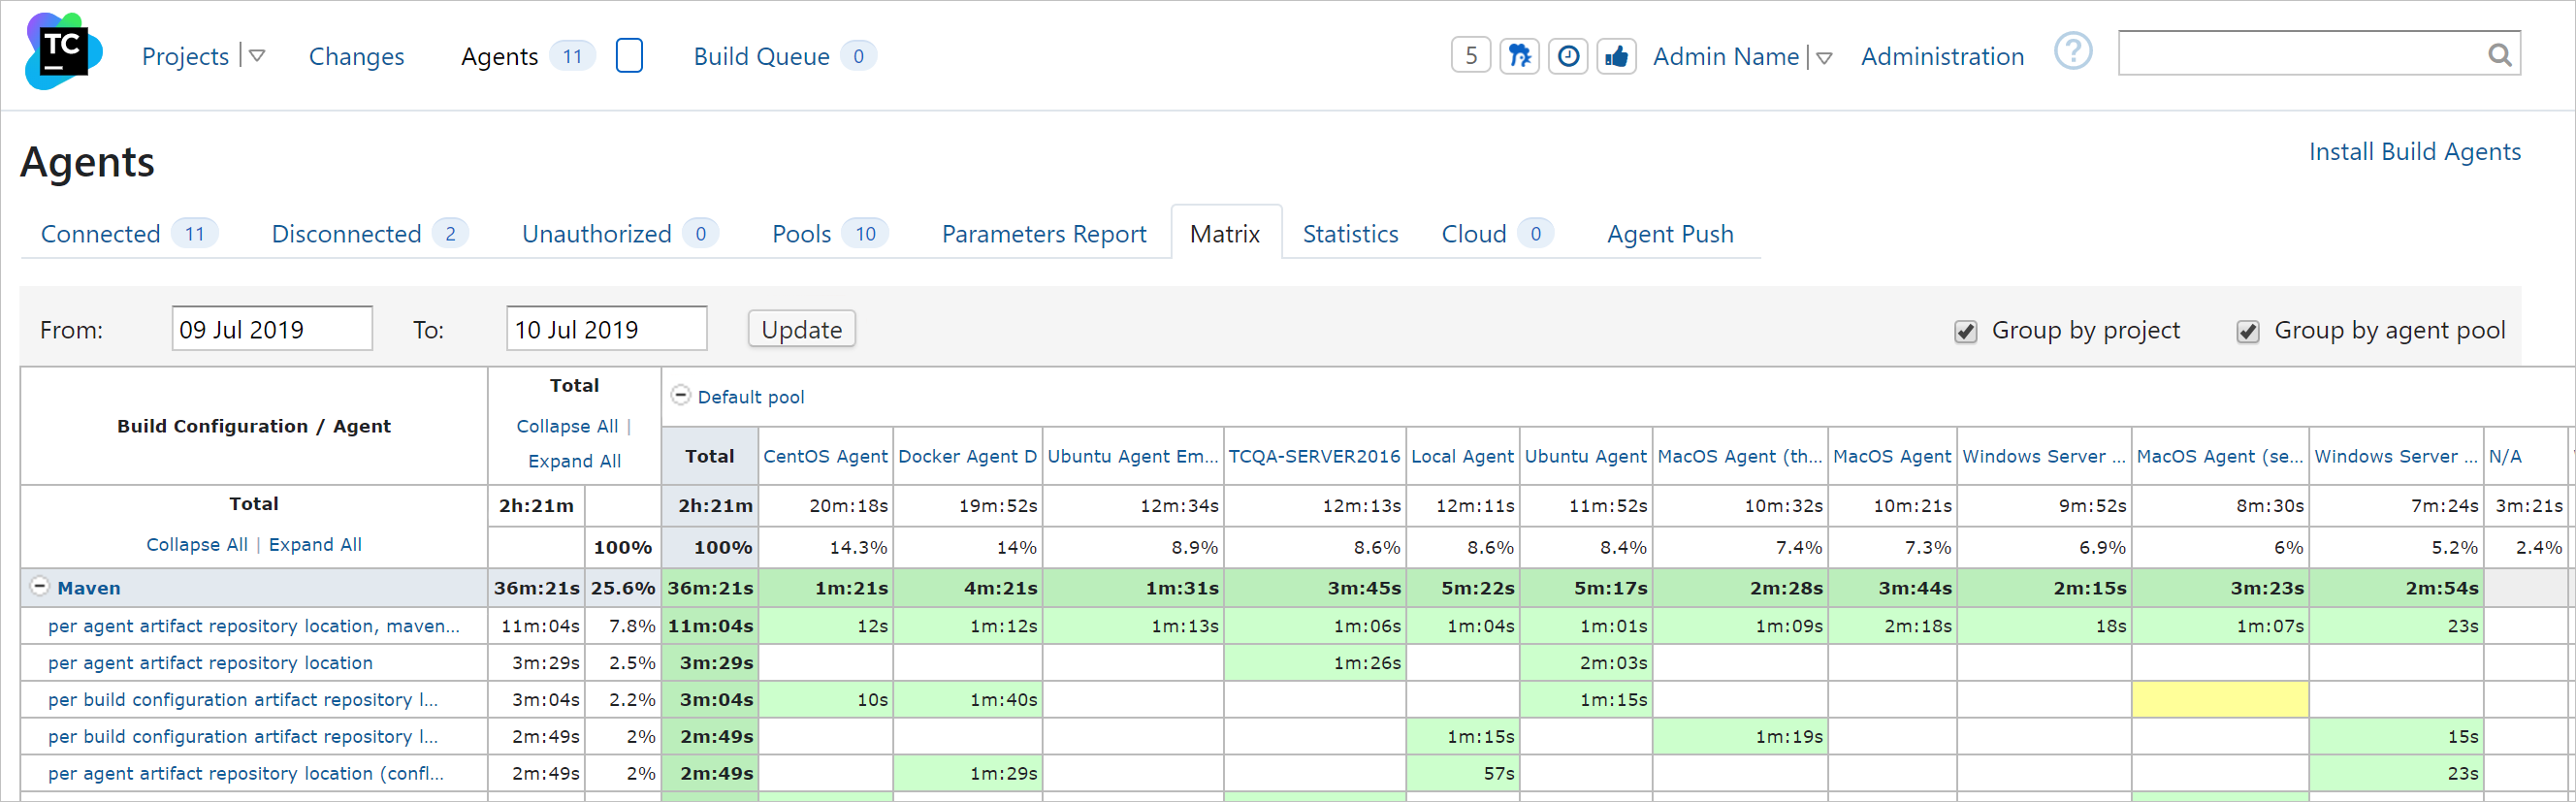 TC
Projects Changes Agents 11 Build Queue 0 5 Admin Name Administration ?
Agents
Install Build Agents
Connected 11 Disconnected 2 Unauthorized 0 Pools 10 Parameters Report Matrix Statistics Cloud 0 Agent Push
From: 09 Jul 2019 To: 10 Jul 2019 Update Group by project Group by agent pool
Build Configuration / Agent
Total
Collapse All |
Expand All
Default pool
Total CentOS Agent Docker Agent D Ubuntu Agent Em... TCQA-SERVER2016 Local Agent Ubuntu Agent MacOS Agent (th... MacOS Agent Windows Server ... MacOS Agent (se... Windows Server ... N/A
Total
Collapse All | Expand All
2h:21m 2h:21m 20m:18s 19m:52s 12m:34s 12m:13s 12m:11s 11m:52s 10m:32s 10m:21s 9m:52s 8m:30s 7m:24s 3m:21s
100% 100% 14.3% 14% 8.9% 8.6% 8.6% 8.4% 7.4% 7.3% 6.9% 6% 5.2% 2.4%
Maven 36m:21s 25.6% 36m:21s 1m:21s 4m:21s 1m:31s 3m:45s 5m:22s 5m:17s 2m:28s 3m:44s 2m:15s 3m:23s 2m:54s
per agent artifact repository location, maven... 11m:04s 7.8% 11m:04s 12s 1m:12s 1m:13s 1m:06s 1m:04s 1m:01s 1m:09s 2m:18s 18s 1m:07s 23s
per agent artifact repository location 3m:29s 2.5% 3m:29s 1m:26s 2m:03s
per build configuration artifact repository l... 3m:04s 2.2% 3m:04s 10s 1m:40s 1m:15s
per build configuration artifact repository l... 2m:49s 2% 2m:49s 1m:15s 1m:19s 15s
per agent artifact repository location (confl... 2m:49s 2% 2m:49s 1m:29s 57s 23s